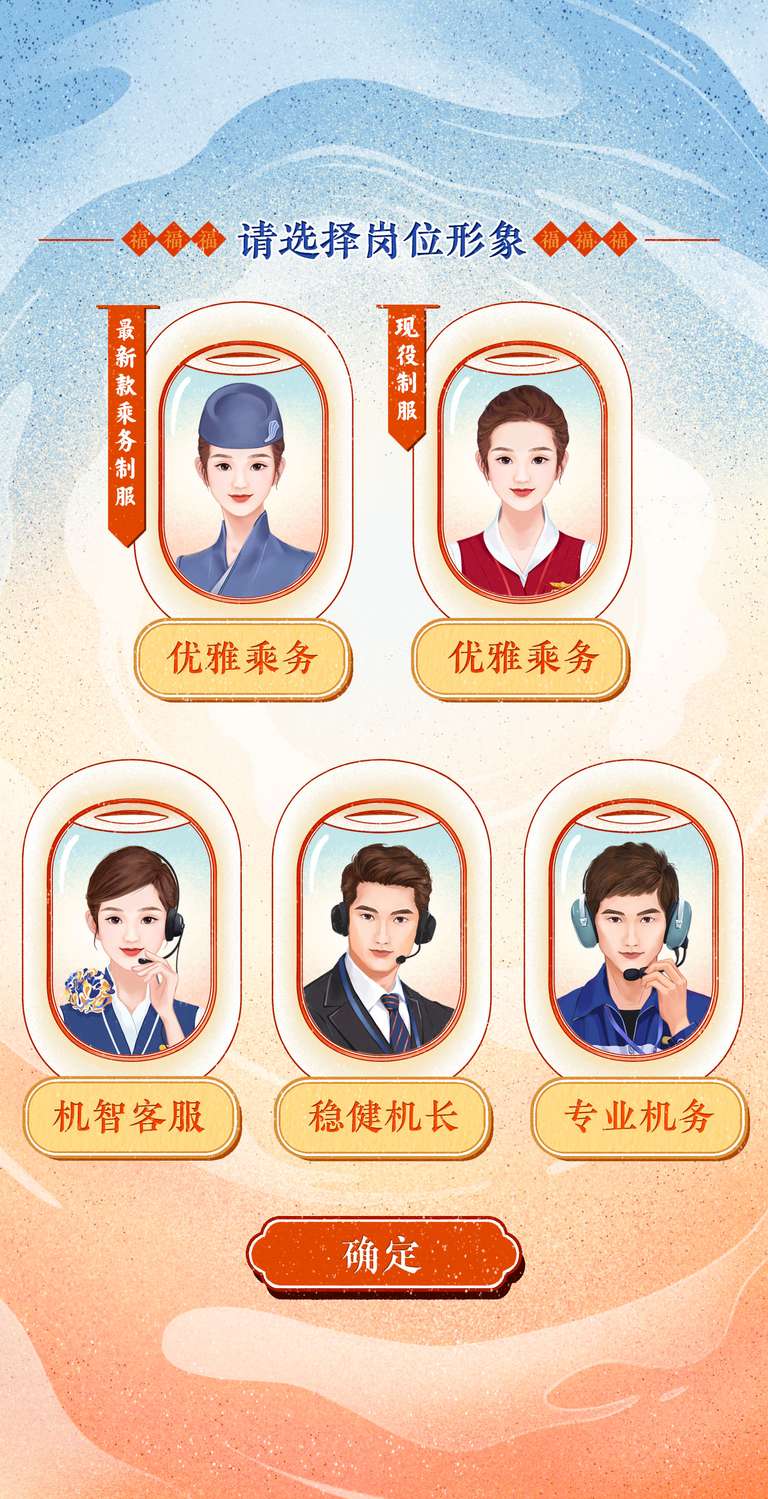 福福福 请选择岗位形象 福福福
最新款乘务制服
现役制服
优雅乘务
优雅乘务
机智客服
稳健机长
专业机务
确定